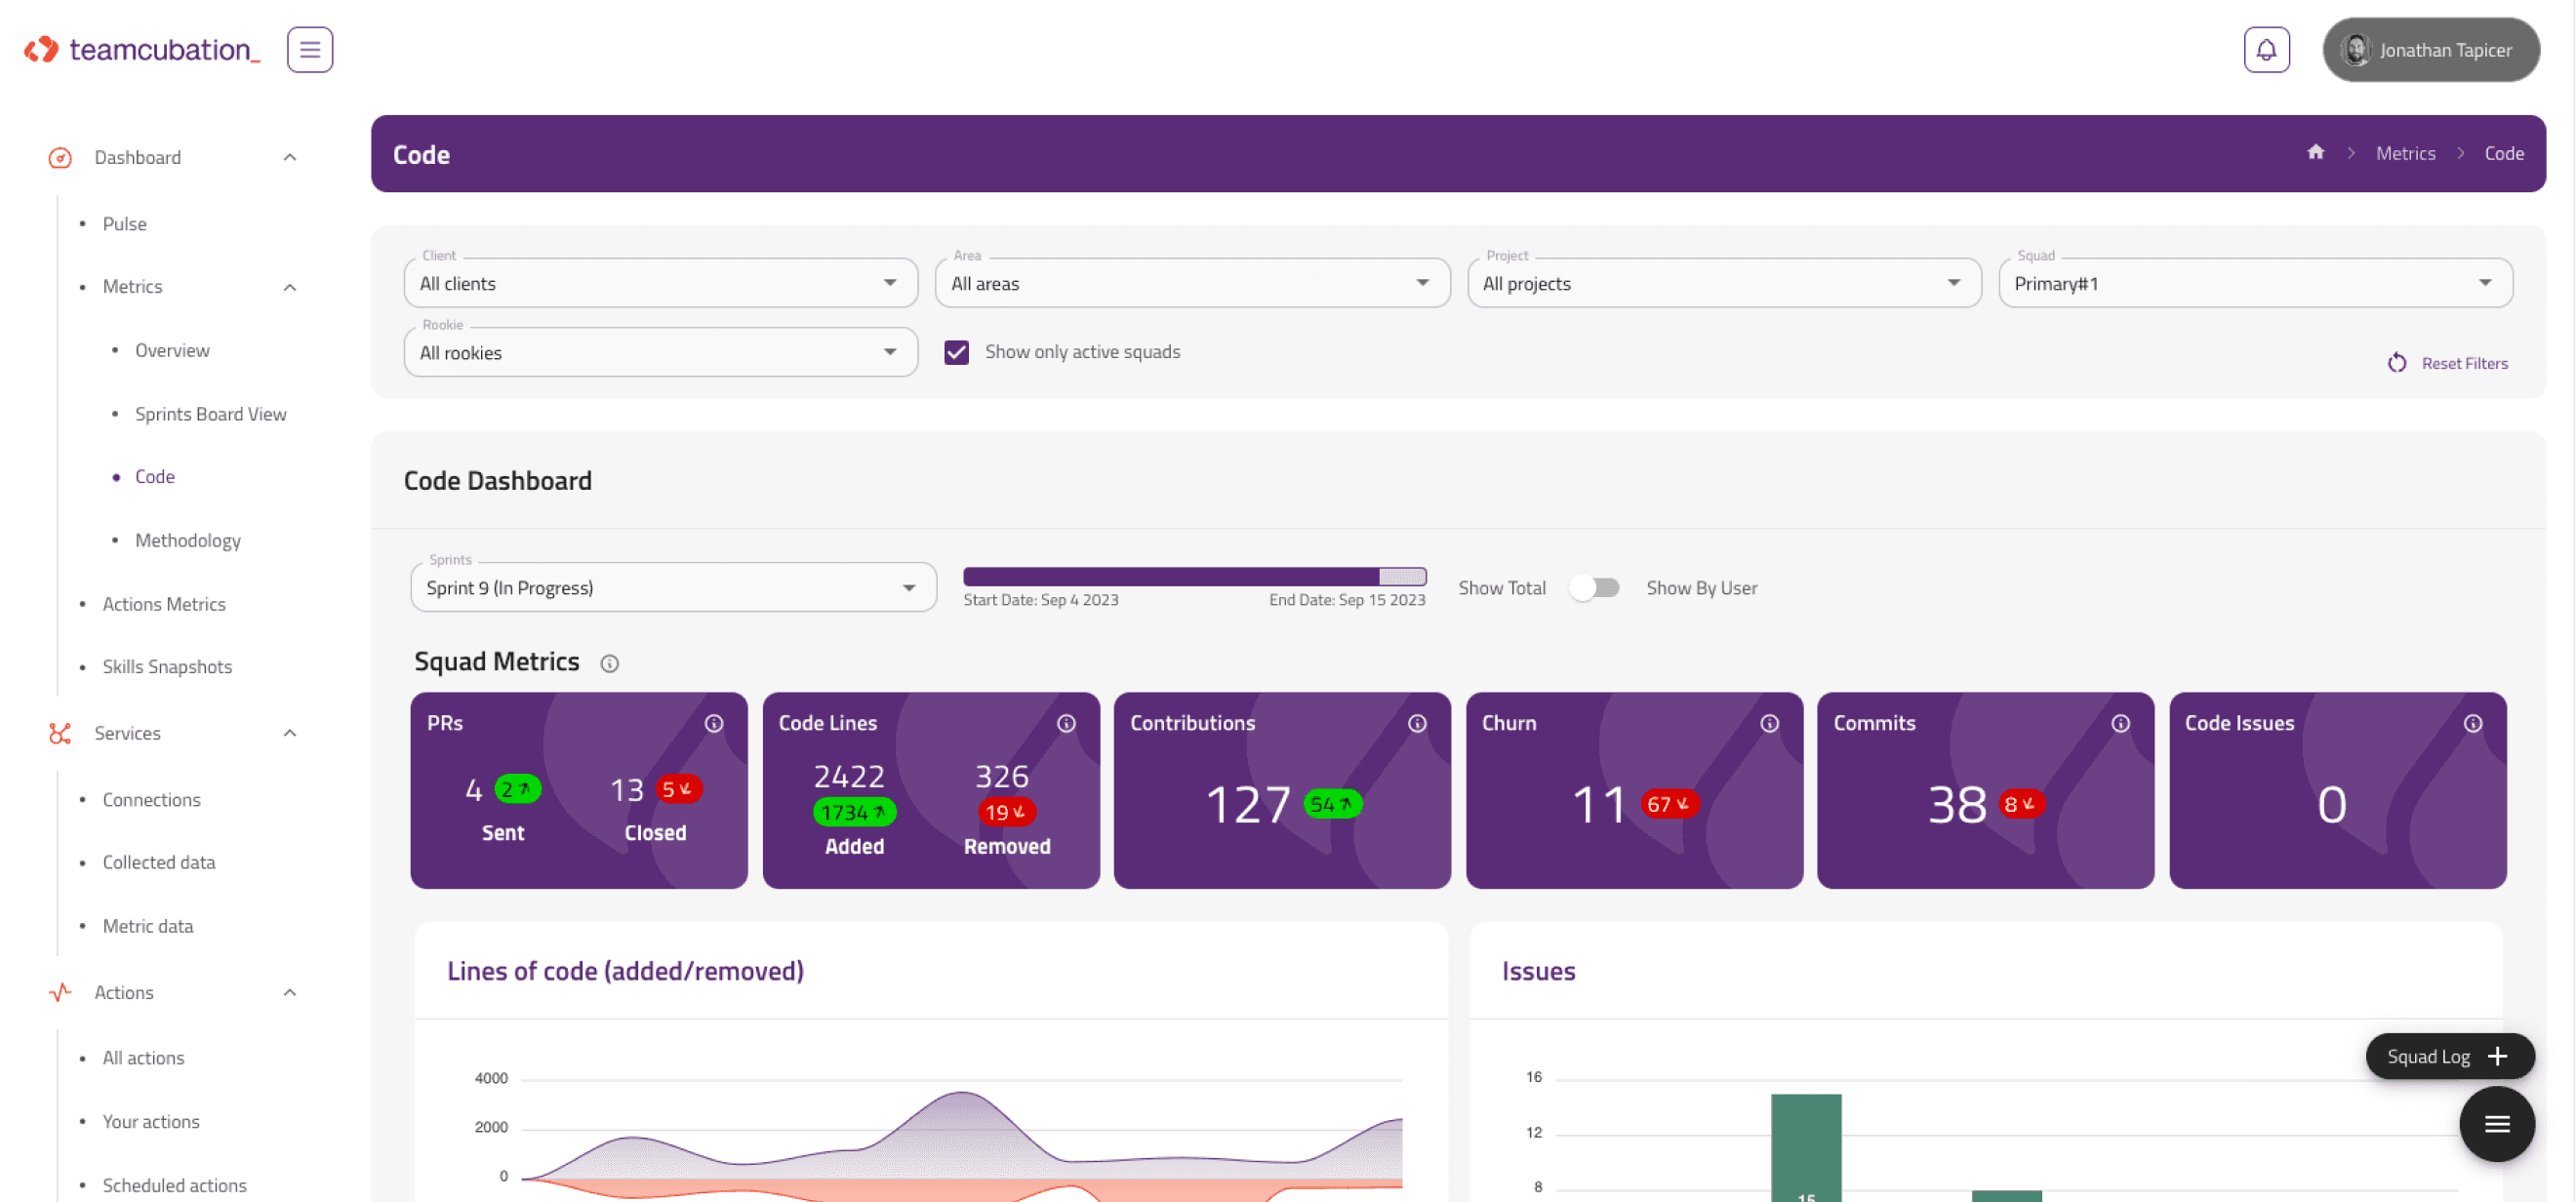 teamcubation_
Jonathan Tapicer
Dashboard
Pulse
Metrics
Overview
Sprints Board View
Code
Methodology
Actions Metrics
Skills Snapshots
Services
Connections
Collected data
Metric data
Actions
All actions
Your actions
Scheduled actions
Code
Metrics > Code
Client
All clients
Area
All areas
Project
All projects
Squad
Primary#1
Rookie
All rookies
Show only active squads
Reset Filters
Code Dashboard
Sprints
Sprint 9 (In Progress)
Start Date: Sep 4 2023
End Date: Sep 15 2023
Show Total
Show By User
Squad Metrics
PRs
4 2
Sent
13 5
Closed
Code Lines
2422
1734
Added
326
19
Removed
Contributions
127 54
Churn
11 67
Commits
38 8
Code Issues
0
Lines of code (added/removed)
4000
2000
0
Issues
16
12
8
15
Squad Log +